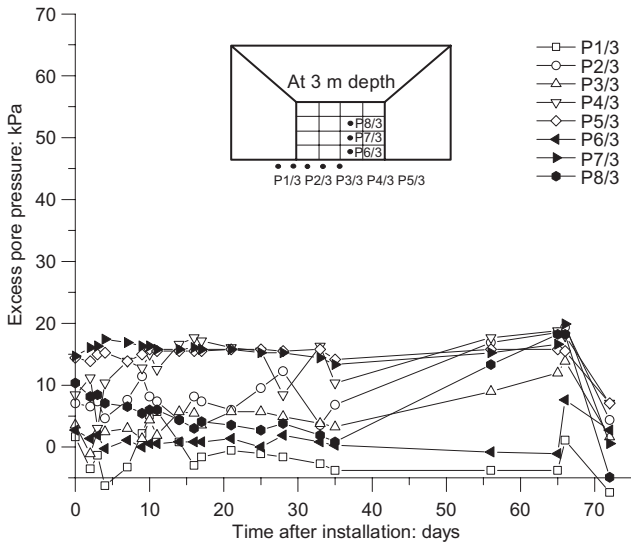 70
60
50
40
30
20
10
0
Excess pore pressure: kPa
At 3 m depth
P8/3
P7/3
P6/3
P1/3 P2/3 P3/3 P4/3 P5/3
P1/3
P2/3
P3/3
P4/3
P5/3
P6/3
P7/3
P8/3
0 10 20 30 40 50 60 70
Time after installation: days